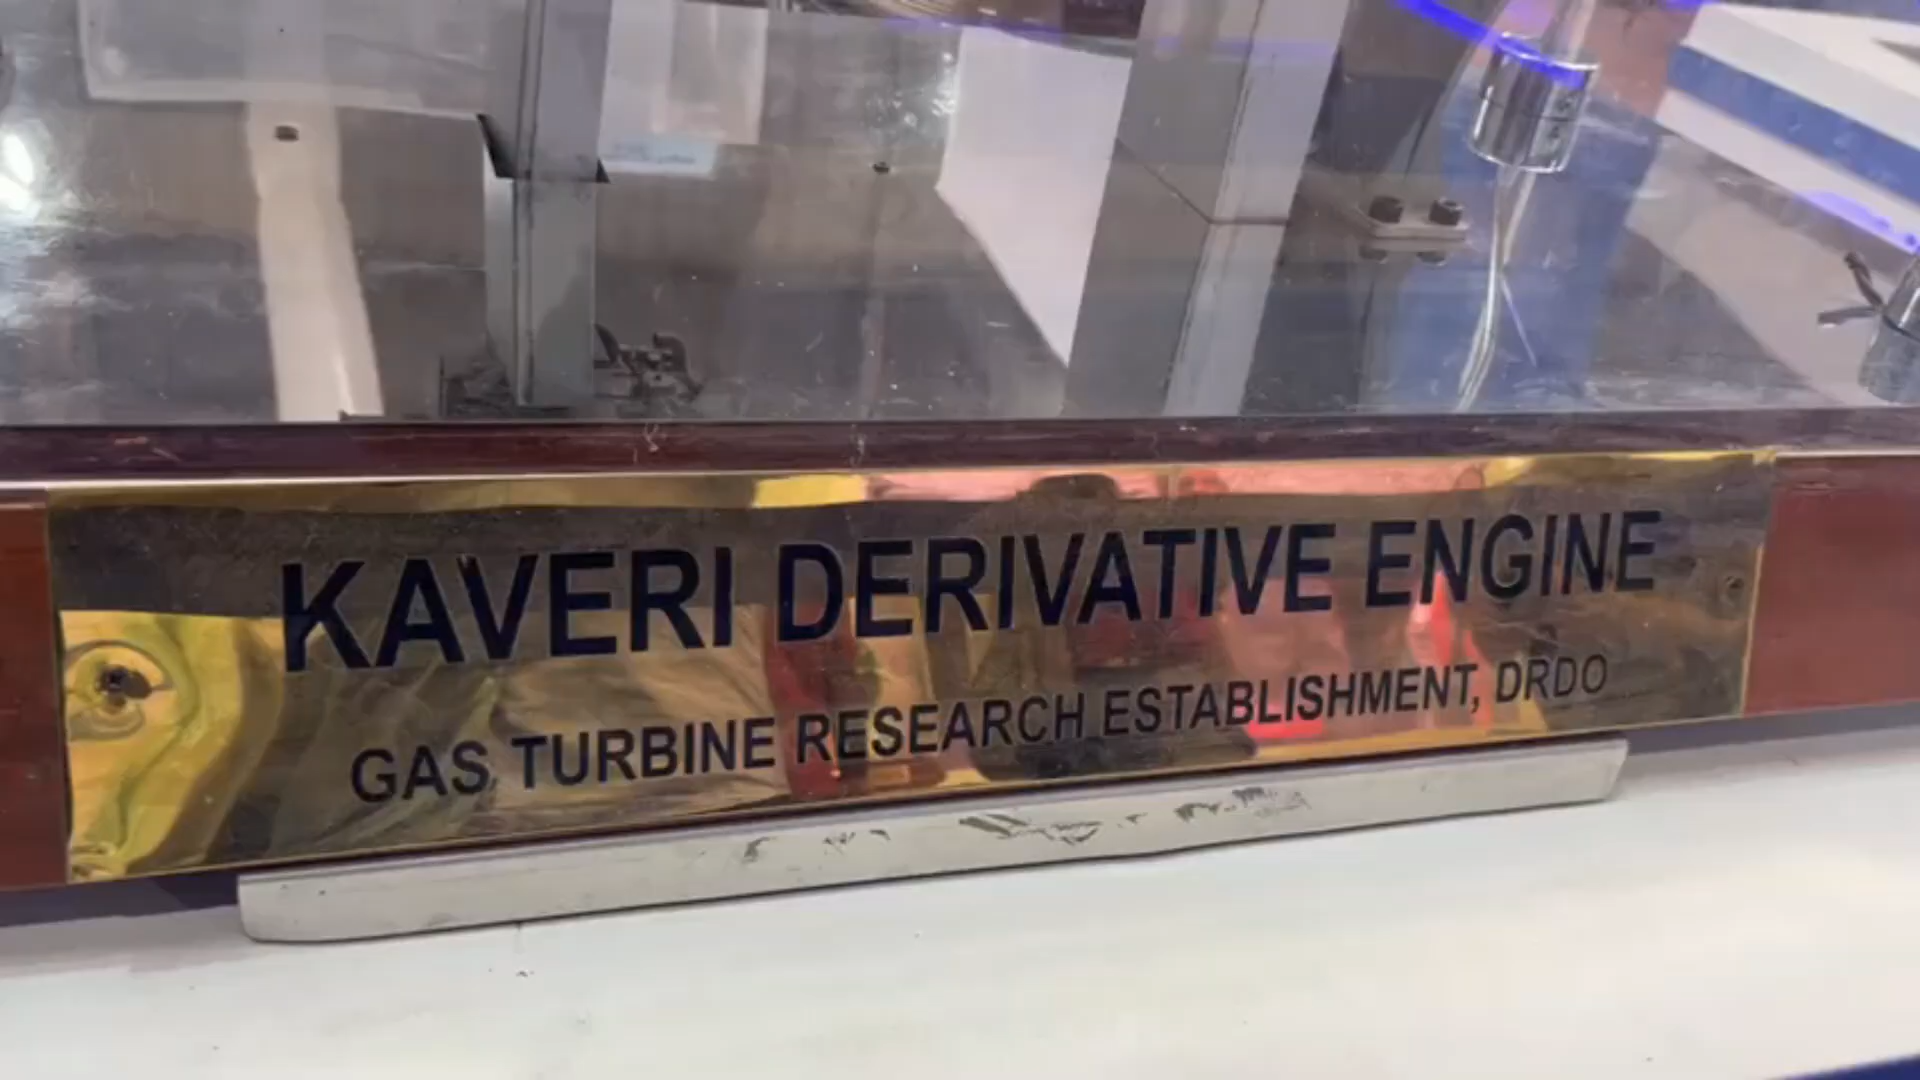 KAVERI DERIVATIVE ENGINE
GAS TURBINE RESEARCH ESTABLISHMENT, DRDO